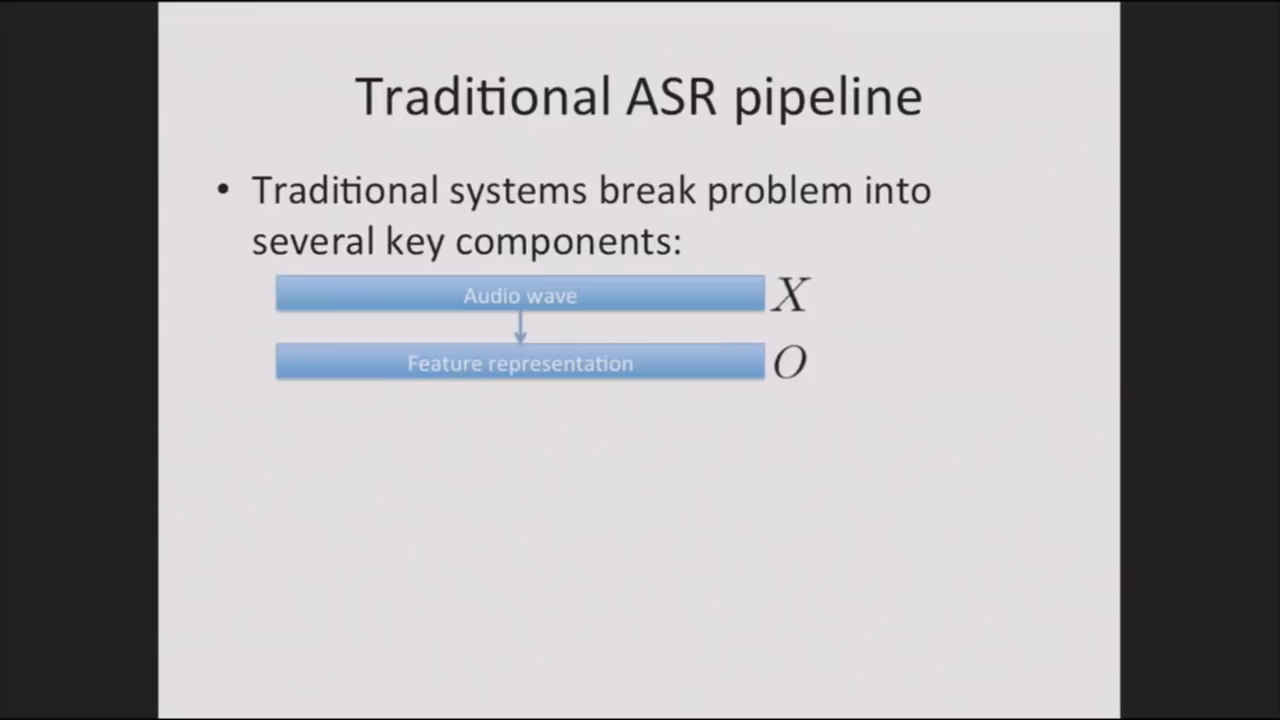 Traditional ASR pipeline
• Traditional systems break problem into
several key components:
Audio wave X
Feature representation O